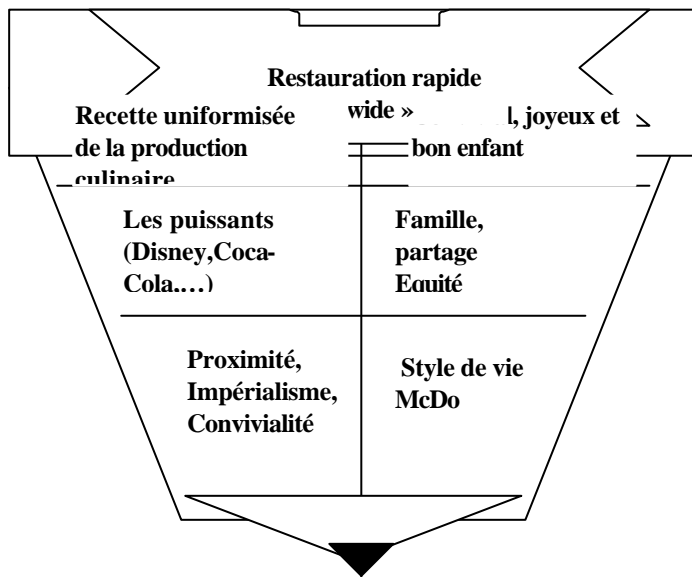 Restauration rapide
wide »
Recette uniformisée
de la production
culinaire
, joyeux et
bon enfant
Les puissants
(Disney,Coca-
Cola,…)
Famille,
partage
Equité
Proximité,
Impérialisme,
Convivialité
Style de vie
McDo